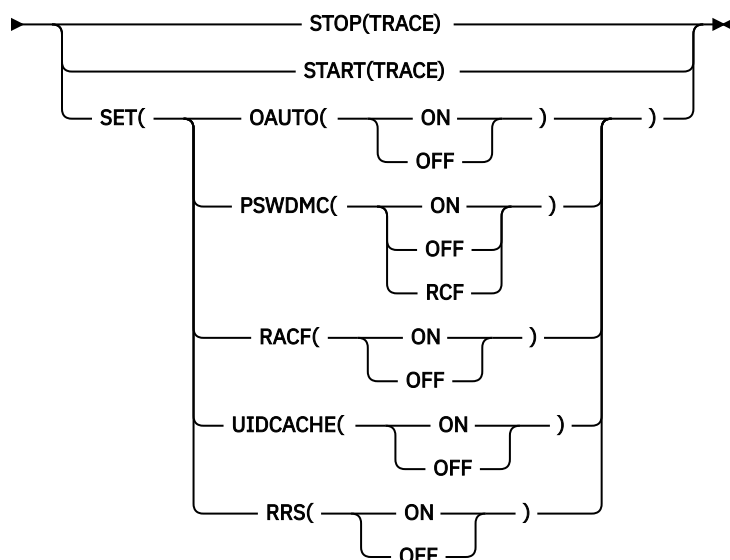 STOP(TRACE)
START(TRACE)
SET( OAUTO( ON ) )
OFF
PSWDMC( ON )
OFF
RCF
RACF( ON )
OFF
UIDCACHE( ON )
OFF
RRS( ON )
OFF